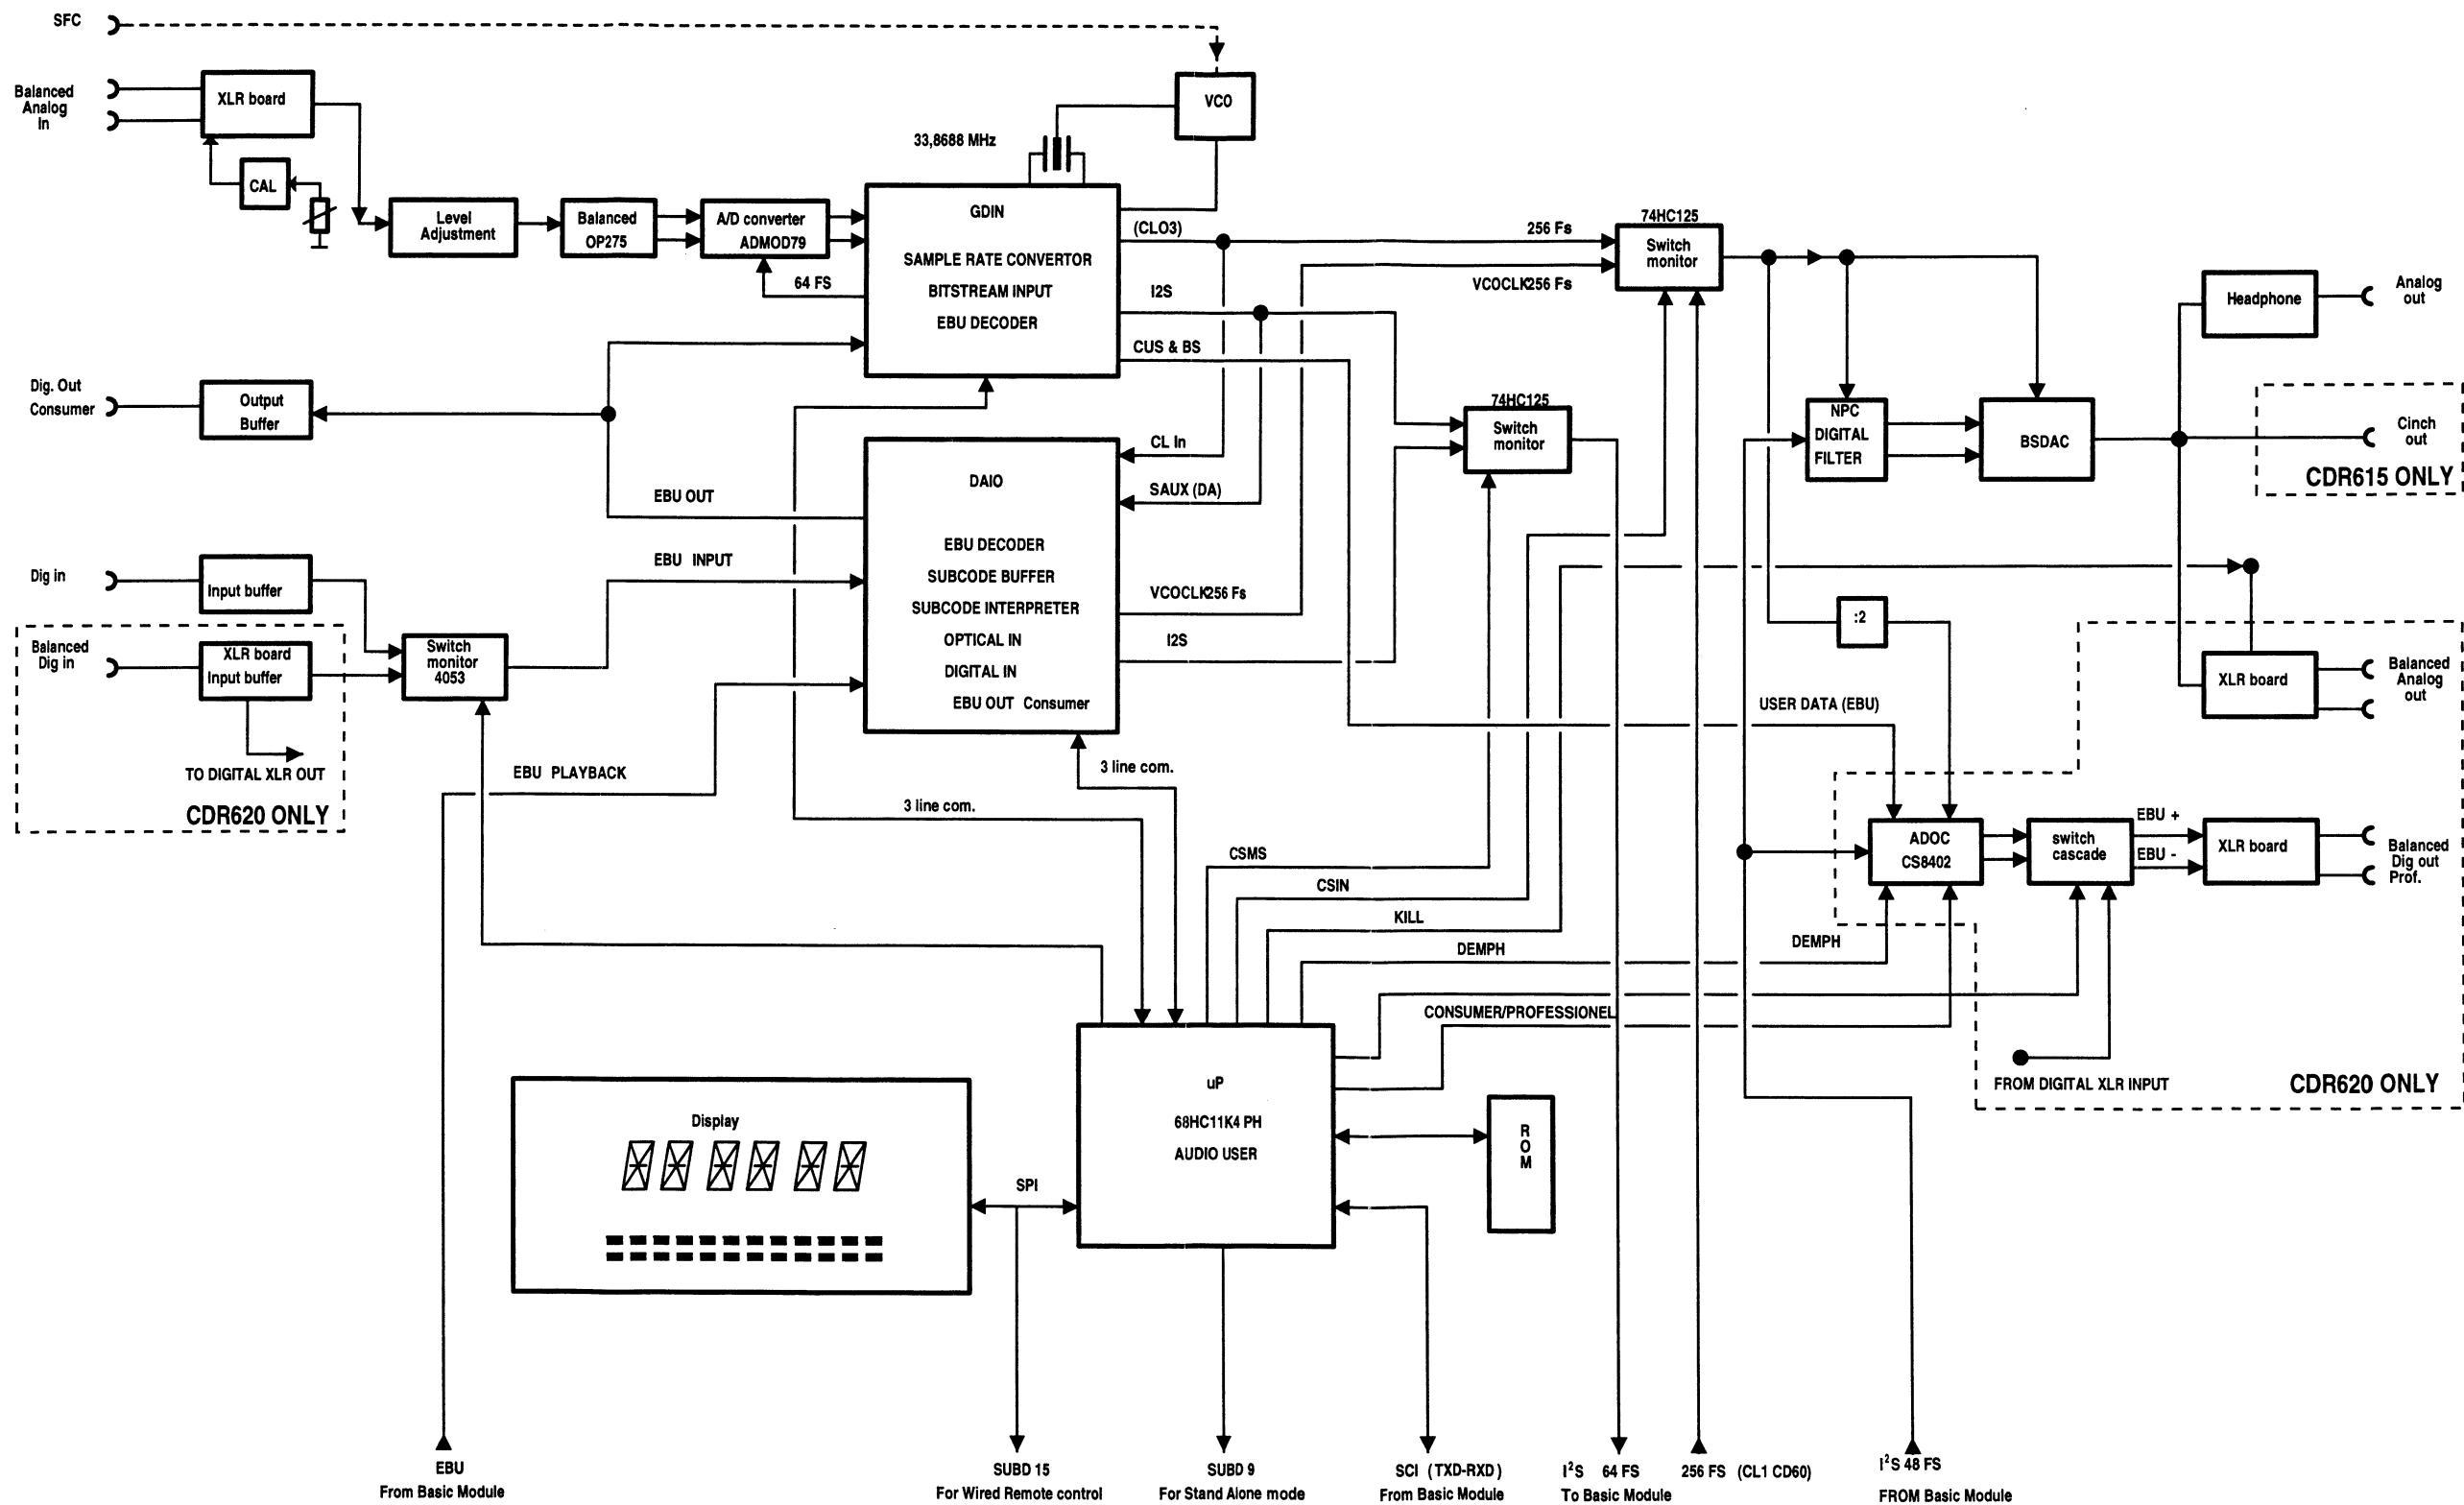 SFC
Balanced
Analog
In
XLR board
CAL
Level
Adjustment
Balanced
OP275
A/D converter
ADMOD79
64 FS
33,8688 MHz
VCO
GDIN
SAMPLE RATE CONVERTOR
BITSTREAM INPUT
EBU DECODER
(CLO3)
I2S
CUS & BS
256 Fs
VCOCLK256 Fs
74HC125
Switch
monitor
Headphone
Analog
out
Dig. Out
Consumer
Output
Buffer
74HC125
Switch
monitor
NPC
DIGITAL
FILTER
BSDAC
Cinch
out
CDR615 ONLY
CL In
SAUX (DA)
EBU OUT
EBU INPUT
DAIO
EBU DECODER
SUBCODE BUFFER
SUBCODE INTERPRETER
OPTICAL IN
DIGITAL IN
EBU OUT Consumer
VCOCLK256 Fs
I2S
Dig in
Input buffer
Balanced
Dig in
XLR board
Input buffer
Switch
monitor
4053
TO DIGITAL XLR OUT
CDR620 ONLY
EBU PLAYBACK
3 line com.
3 line com.
:2
XLR board
Balanced
Analog
out
USER DATA (EBU)
ADOC
CS8402
switch
cascade
EBU +
EBU -
XLR board
Balanced
Dig out
Prof.
CSMS
CSIN
KILL
DEMPH
DEMPH
CONSUMER/PROFESSIONEL
FROM DIGITAL XLR INPUT
CDR620 ONLY
uP
68HC11K4 PH
AUDIO USER
ROM
Display
SPI
EBU
From Basic Module
SUBD 15
For Wired Remote control
SUBD 9
For Stand Alone mode
SCI (TXD-RXD)
From Basic Module
I²S 64 FS
To Basic Module
256 FS (CL1 CD60)
I²S 48 FS
FROM Basic Module